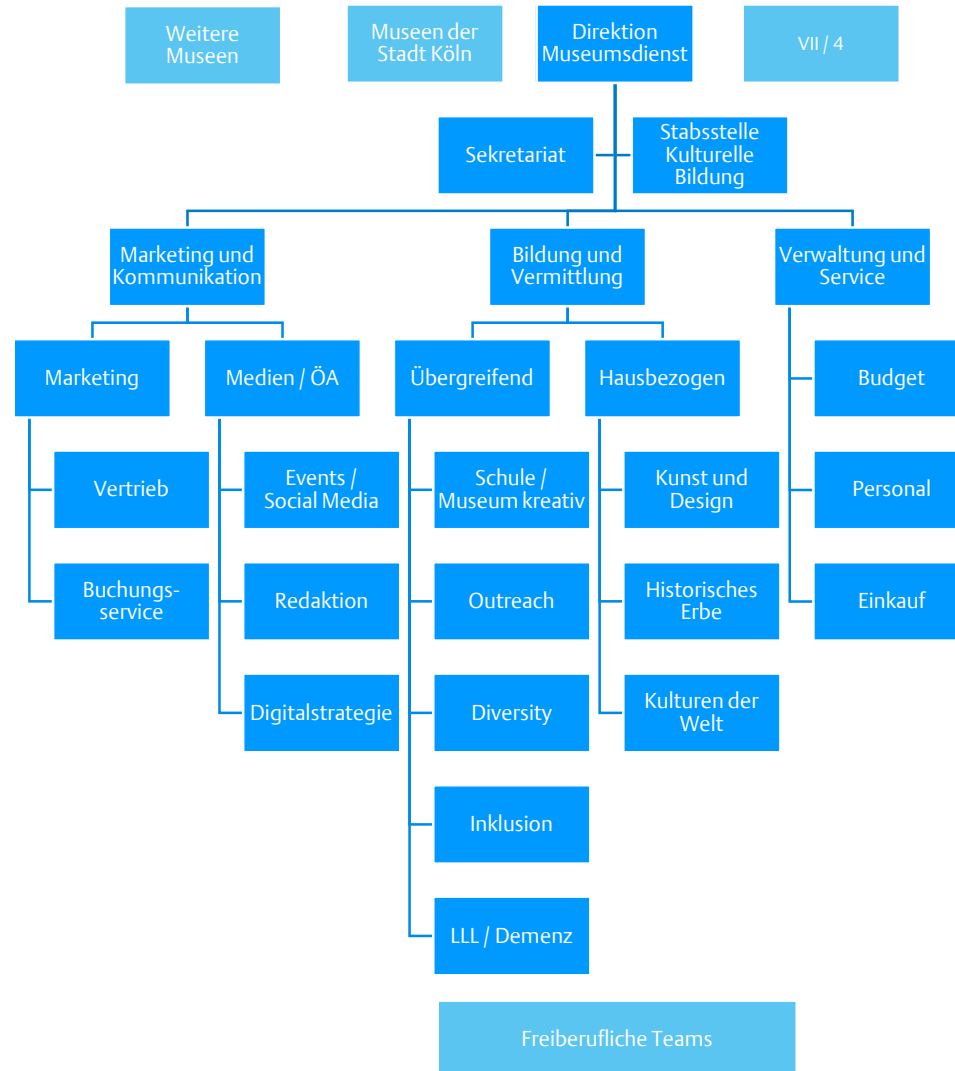 Weitere
Museen
Museen der
Stadt Köln
Direktion
Museumsdienst
VII / 4
Sekretariat
Stabsstelle
Kulturelle
Bildung
Marketing und
Kommunikation
Bildung und
Vermittlung
Verwaltung und
Service
Marketing
Medien / ÖA
Übergreifend
Hausbezogen
Budget
Vertrieb
Events /
Social Media
Schule /
Museum kreativ
Kunst und
Design
Personal
Buchungs-
service
Redaktion
Outreach
Historisches
Erbe
Einkauf
Digitalstrategie
Diversity
Kulturen der
Welt
Inklusion
LLL / Demenz
Freiberufliche Teams